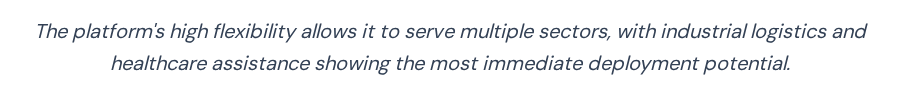 The platform's high flexibility allows it to serve multiple sectors, with industrial logistics and
healthcare assistance showing the most immediate deployment potential.